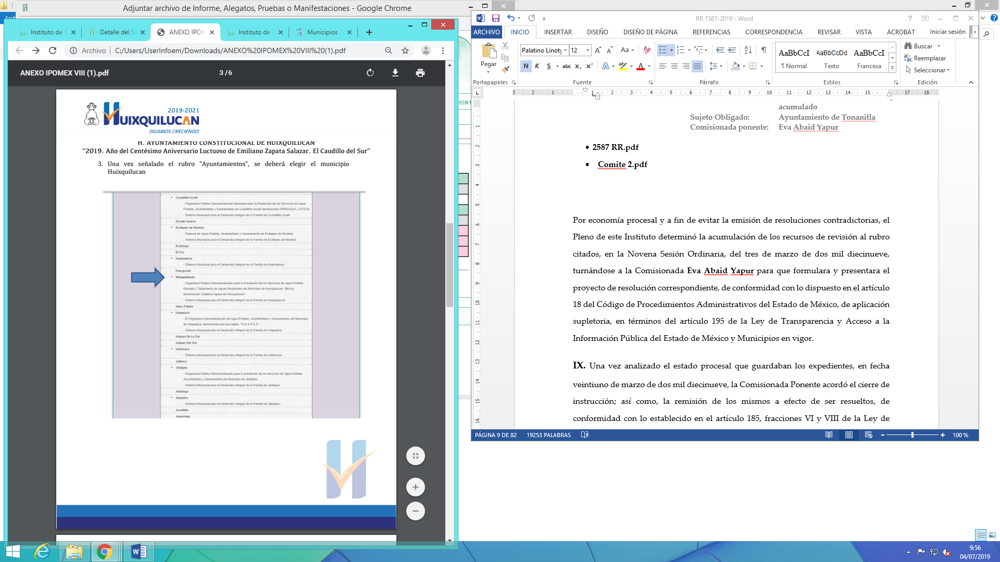 Adjuntar archivo de Informe, Alegatos, Pruebas o Manifestaciones - Google Chrome
Instituto de T
Detalle del S
ANEXO IPOM
Instituto de T
Municipios
Archivo
C:/Users/UserInfoem/Downloads/ANEXO%20IPOMEX%20VIII%20(1).pdf
ANEXO IPOMEX VIII (1).pdf
3 / 6
2019-2021
HUIXQUILUCAN
SIGAMOS CRECIENDO
H. AYUNTAMIENTO CONSTITUCIONAL DE HUIXQUILUCAN
“2019. Año del Centésimo Aniversario Luctuoso de Emiliano Zapata Salazar. El Caudillo del Sur”
3. Una vez señalado el rubro “Ayuntamientos”, se deberá elegir el municipio
Huixquilucan
- Cuautitlán Izcalli
- Organismo Público Descentralizado Municipal para la Prestación de los Servicios de Agua
Potable, Alcantarillado y Saneamiento de Cuautitlán Izcalli denominado OPERAGUA, O.P.D.M.
- Sistema Municipal para el Desarrollo Integral de la Familia de Cuautitlán Izcalli
Donato Guerra
- Ecatepec de Morelos
- Sistema de Agua Potable, Alcantarillado y Saneamiento de Ecatepec de Morelos
- Sistema Municipal para el Desarrollo Integral de la Familia de Ecatepec de Morelos
Ecatzingo
El Oro
- Huehuetoca
- Sistema Municipal para el Desarrollo Integral de la Familia de Huehuetoca
Hueypoxtla
- Huixquilucan
- Organismo Público Descentralizado para la Prestación de los Servicios de Agua Potable,
Drenaje y Tratamiento de Aguas Residuales del Municipio de Huixquilucan, México,
denominado "Sistema Aguas de Huixquilucan"
- Sistema Municipal para el Desarrollo Integral de la Familia de Huixquilucan
Isidro Fabela
- Ixtapaluca
- El Organismo Descentralizado de Agua Potable, Alcantarillado y Saneamiento del Municipio
de Ixtapaluca, denominado por sus siglas, "O.D.A.P.A.S."
- Sistema Municipal para el Desarrollo Integral de la Familia de Ixtapaluca
Ixtapan De La Sal
Ixtapan Del Oro
- Ixtlahuaca
- Sistema Municipal para el Desarrollo Integral de la Familia de Ixtlahuaca
Jaltenco
- Jilotepec
- Organismo Público Descentralizado para la prestación de los servicios de Agua Potable,
Alcantarillado y Saneamiento del Municipio de Jilotepec
- Sistema Municipal para el Desarrollo Integral de la Familia de Jilotepec
Jilotzingo
- Jiquipilco
- Sistema Municipal para el Desarrollo Integral de la Familia de Jiquipilco
Jocotitlán
Joquicingo
H5N1
RR 1587-2019 - Word
ARCHIVO INICIO INSERTAR DISEÑO DISEÑO DE PÁGINA REFERENCIAS CORRESPONDENCIA REVISAR VISTA ACROBAT Iniciar sesión
Pegar
Palatino Linoty 12
N K S abc x₂ x²
AaBbCcI AaBbCcDd AaBbCcI
¶ Normal Texto Francesa
Buscar
Reemplazar
Seleccionar
Portapapeles Fuente Párrafo Estilos Edición
3 2 1 1 2 3 4 5 6 7 8 9 10 11 12 13 14 15 17 18
acumulado
Sujeto Obligado: Ayuntamiento de Tonanitla
Comisionada ponente: Eva Abaid Yapur
• 2587 RR.pdf
• Comite 2.pdf
Por economía procesal y a fin de evitar la emisión de resoluciones contradictorias, el
Pleno de este Instituto determinó la acumulación de los recursos de revisión al rubro
citados, en la Novena Sesión Ordinaria, del tres de marzo de dos mil diecinueve,
turnándose a la Comisionada Eva Abaid Yapur para que formulara y presentara el
proyecto de resolución correspondiente, de conformidad con lo dispuesto en el artículo
18 del Código de Procedimientos Administrativos del Estado de México, de aplicación
supletoria, en términos del artículo 195 de la Ley de Transparencia y Acceso a la
Información Pública del Estado de México y Municipios en vigor.
IX. Una vez analizado el estado procesal que guardaban los expedientes, en fecha
veintiuno de marzo de dos mil diecinueve, la Comisionada Ponente acordó el cierre de
instrucción; así como, la remisión de los mismos a efecto de ser resueltos, de
conformidad con lo establecido en el artículo 185, fracciones VI y VIII de la Ley de
PÁGINA 9 DE 82 19253 PALABRAS 100 %
9:56
04/07/2019